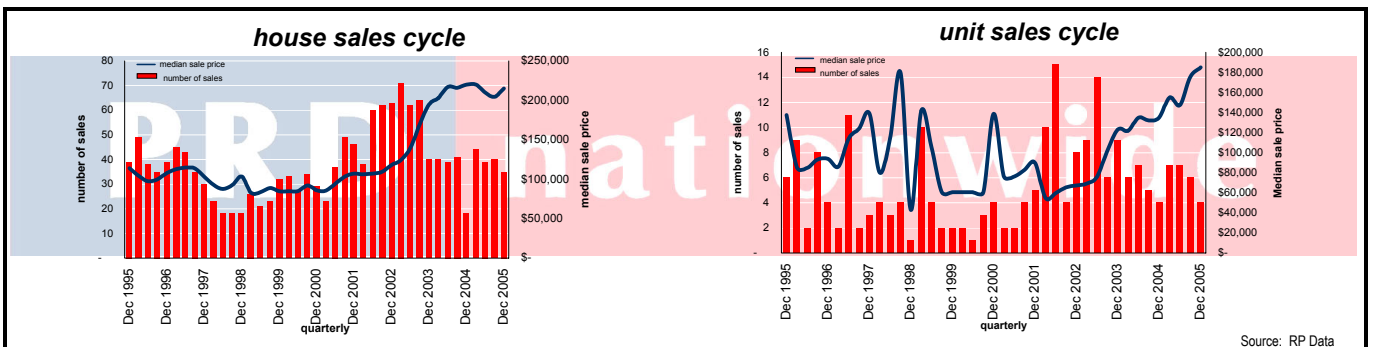 house sales cycle
median sale price
number of sales
number of sales
80
70
60
50
40
30
20
10
-
$250,000
$200,000
$150,000
$100,000
$50,000
$-
median sale price
Dec 1995
Dec 1996
Dec 1997
Dec 1998
Dec 1999
Dec 2000
Dec 2001
Dec 2002
Dec 2003
Dec 2004
Dec 2005
quarterly
unit sales cycle
median sale price
number of sales
number of sales
16
14
12
10
8
6
4
2
-
$200,000
$180,000
$160,000
$140,000
$120,000
$100,000
$80,000
$60,000
$40,000
$20,000
$-
Median sale price
Dec 1995
Dec 1996
Dec 1997
Dec 1998
Dec 1999
Dec 2000
Dec 2001
Dec 2002
Dec 2003
Dec 2004
Dec 2005
quarterly
PRD nationwide
Source: RP Data